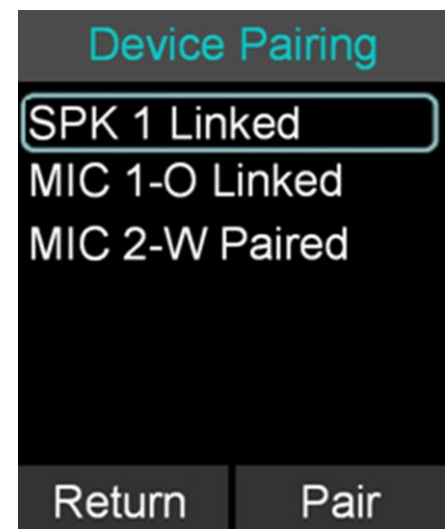 Device Pairing
SPK 1 Linked
MIC 1-O Linked
MIC 2-W Paired
Return Pair